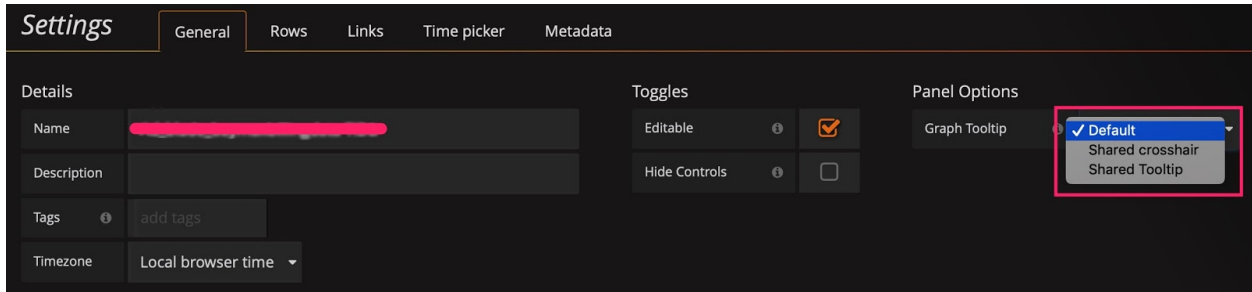 Settings
General
Rows
Links
Time picker
Metadata
Details
Toggles
Panel Options
Name
Editable
Graph Tooltip
✓ Default
Shared crosshair
Shared Tooltip
Description
Hide Controls
Tags
add tags
Timezone
Local browser time